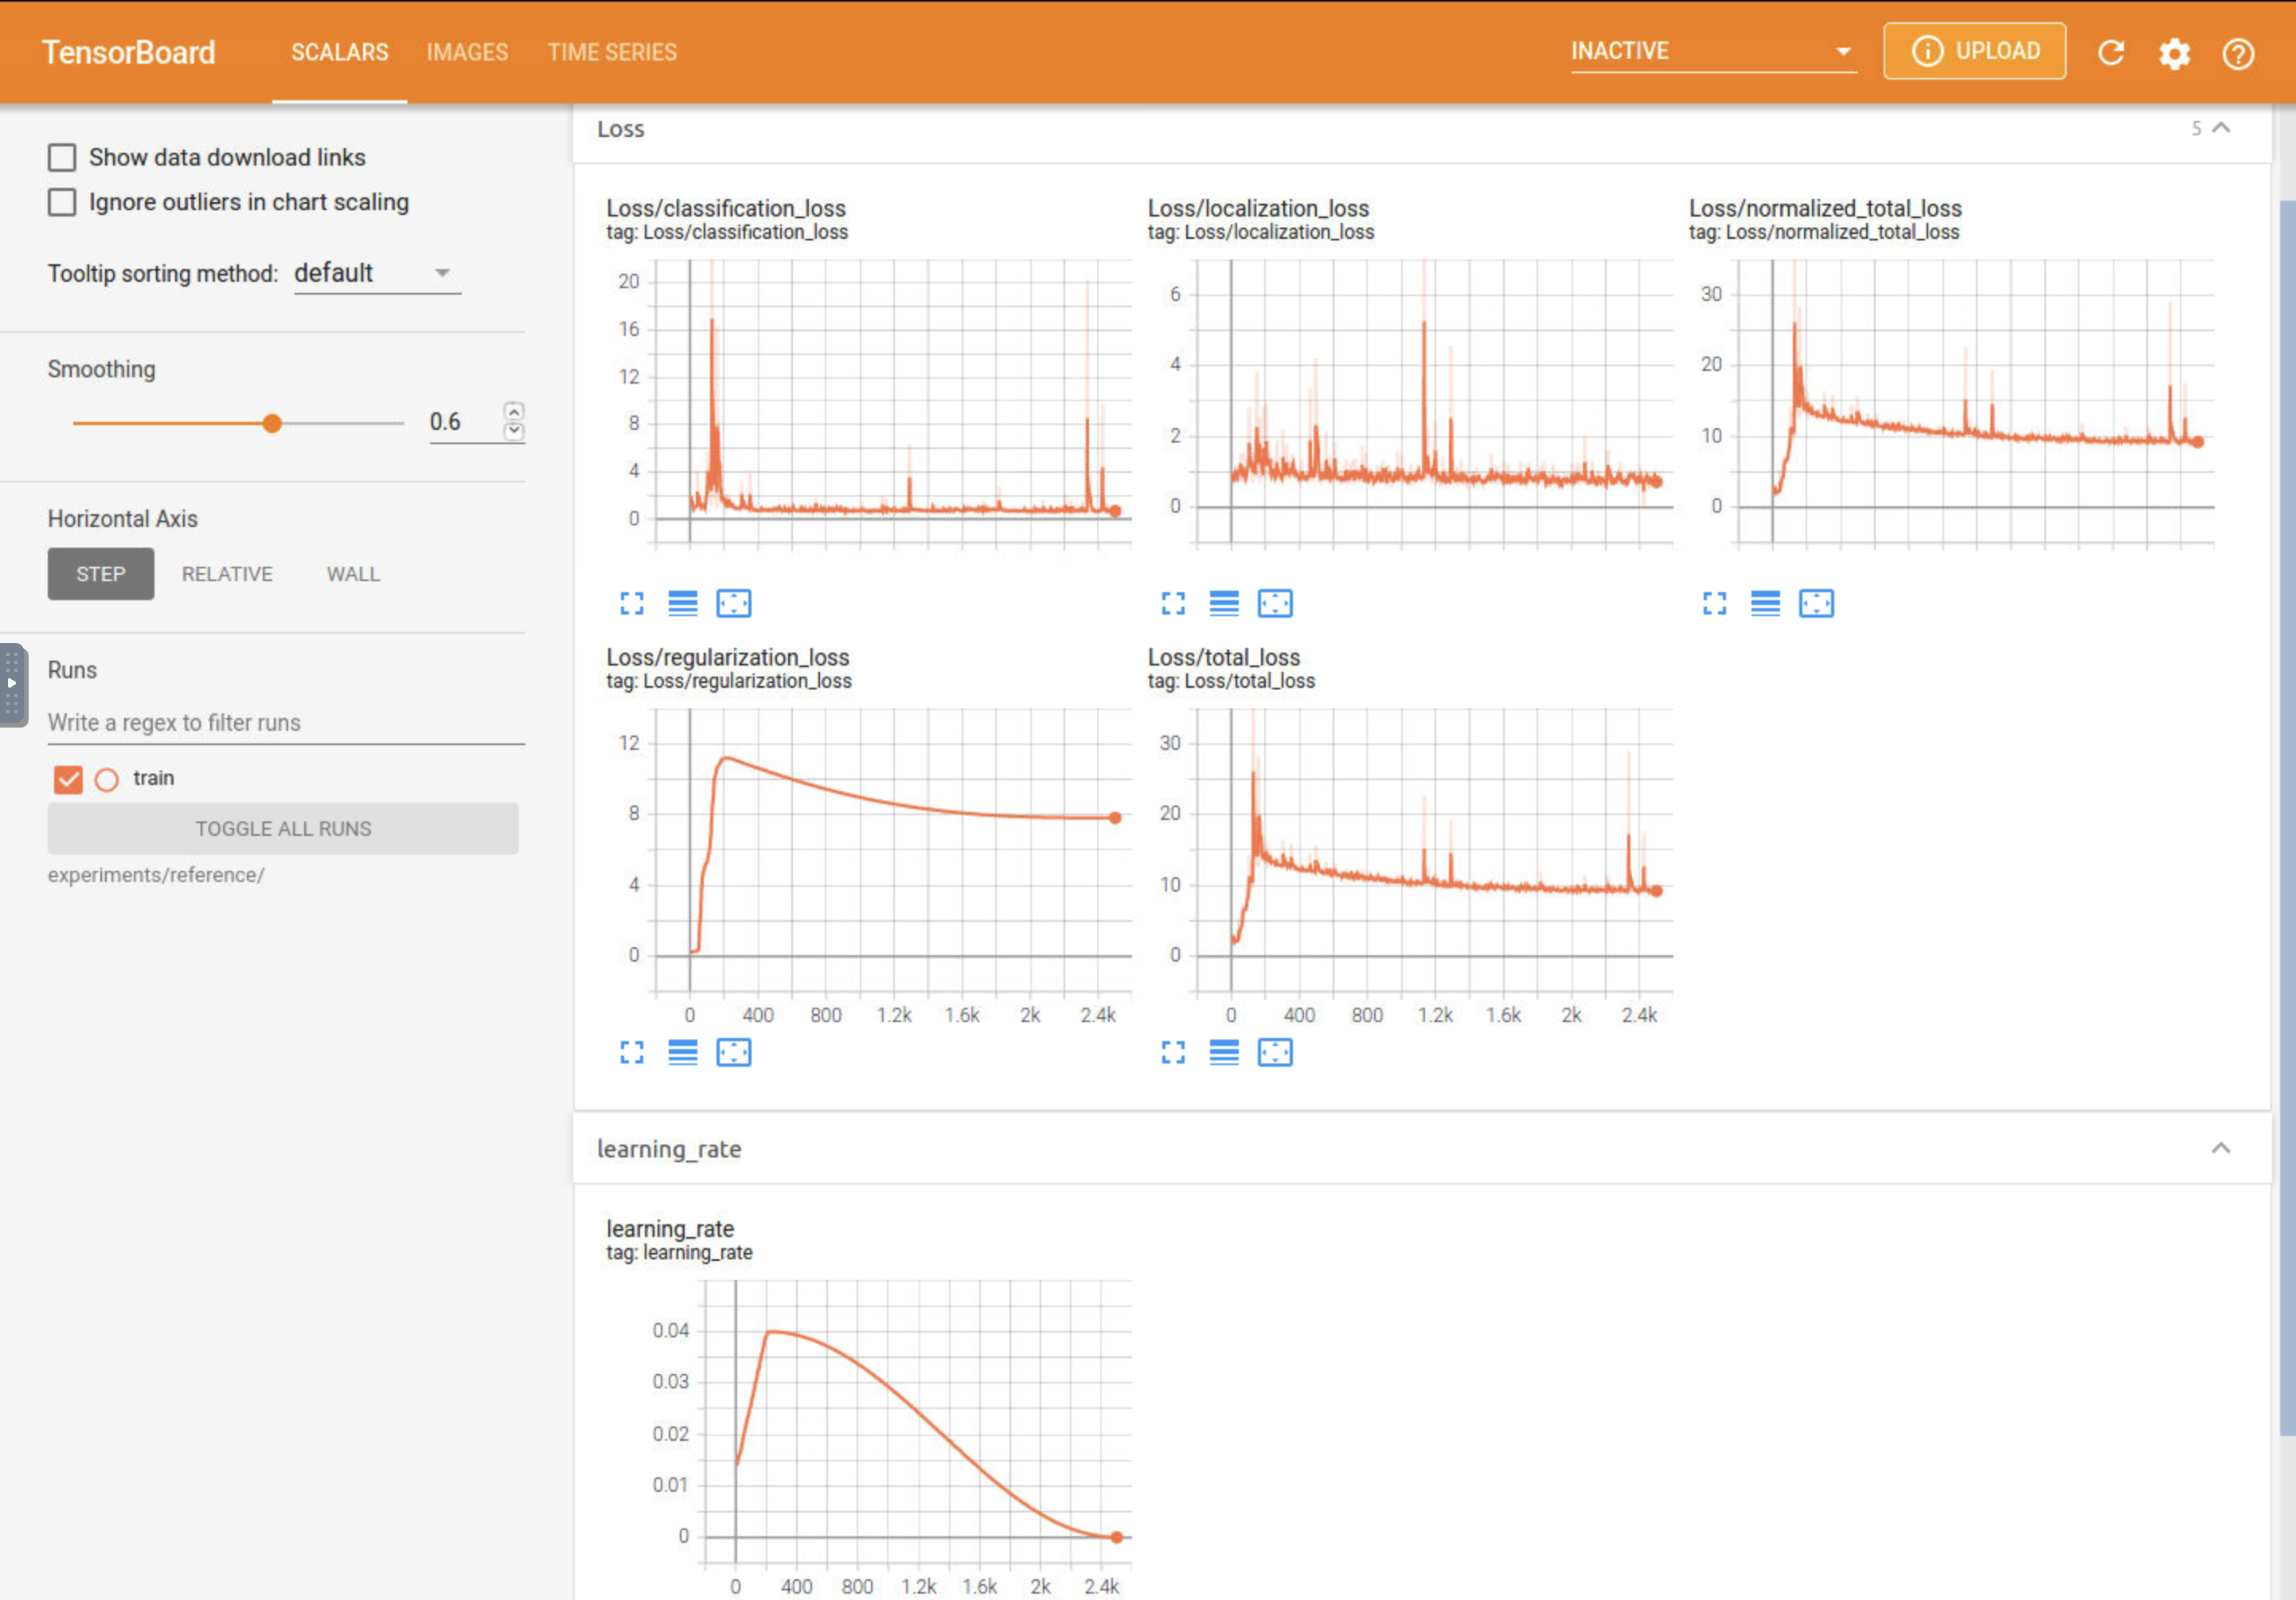 TensorBoard SCALARS IMAGES TIME SERIES INACTIVE UPLOAD
Show data download links
Ignore outliers in chart scaling
Tooltip sorting method: default
Smoothing
0.6
Horizontal Axis
STEP RELATIVE WALL
Runs
Write a regex to filter runs
train
TOGGLE ALL RUNS
experiments/reference/
Loss 5
Loss/classification_loss
tag: Loss/classification_loss
20
16
12
8
4
0
Loss/localization_loss
tag: Loss/localization_loss
6
4
2
0
Loss/normalized_total_loss
tag: Loss/normalized_total_loss
30
20
10
0
Loss/regularization_loss
tag: Loss/regularization_loss
12
8
4
0
0 400 800 1.2k 1.6k 2k 2.4k
Loss/total_loss
tag: Loss/total_loss
30
20
10
0
0 400 800 1.2k 1.6k 2k 2.4k
learning_rate
learning_rate
tag: learning_rate
0.04
0.03
0.02
0.01
0
0 400 800 1.2k 1.6k 2k 2.4k